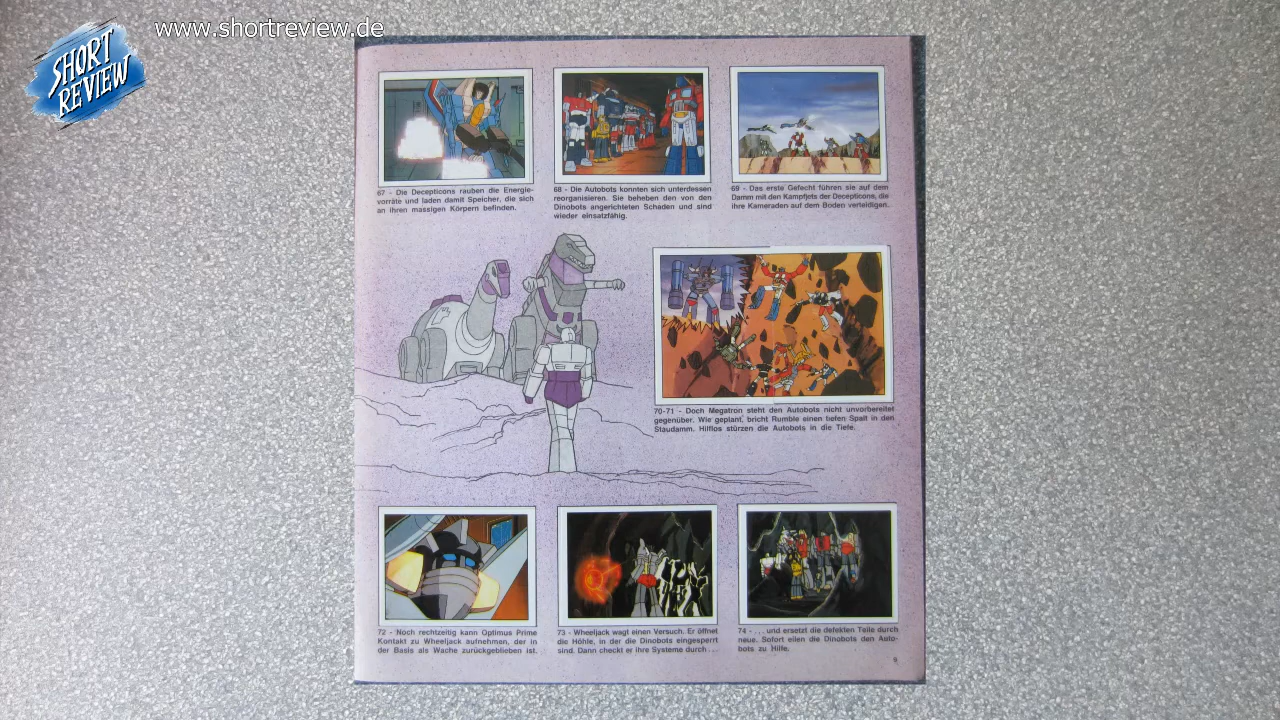 www.shortreview.de
SHORT
REVIEW
67 - Die Decepticons rauben die Energie-
vorräte und laden damit Speicher, die sich
an ihren massigen Körpern befinden.
68 - Die Autobots konnten sich unterdessen
reorganisieren. Sie beheben den von den
Dinobots angerichteten Schaden und sind
wieder einsatzfähig.
69 - Das erste Gefecht führen sie auf dem
Damm mit den Kampfjets der Decepticons, die
ihre Kameraden auf dem Boden verteidigen.
70-71 - Doch Megatron steht den Autobots nicht unvorbereitet
gegenüber. Wie geplant, bricht Rumble einen tiefen Spalt in den
Staudamm. Hilflos stürzen die Autobots in die Tiefe.
72 - Noch rechtzeitig kann Optimus Prime
Kontakt zu Wheeljack aufnehmen, der in
der Basis als Wache zurückgeblieben ist.
73 - Wheeljack wagt einen Versuch. Er öffnet
die Höhle, in der die Dinobots eingesperrt
sind. Dann checkt er ihre Systeme durch ...
74 - ... und ersetzt die defekten Teile durch
neue. Sofort eilen die Dinobots den Auto-
bots zu Hilfe.
9